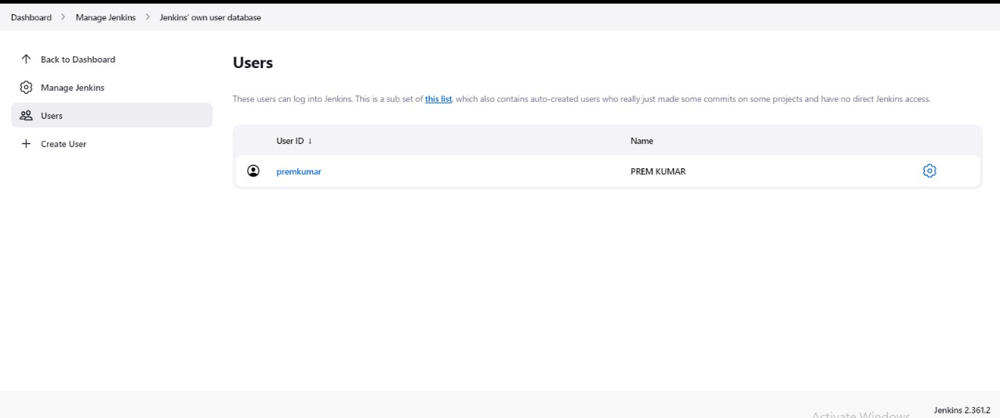 Dashboard > Manage Jenkins > Jenkins' own user database
Back to Dashboard
Manage Jenkins
Users
Create User
Users
These users can log into Jenkins. This is a sub set of this list, which also contains auto-created users who really just made some commits on some projects and have no direct Jenkins access.
User ID ↓ Name
premkumar PREM KUMAR
Activate Windows
Jenkins 2.361.2